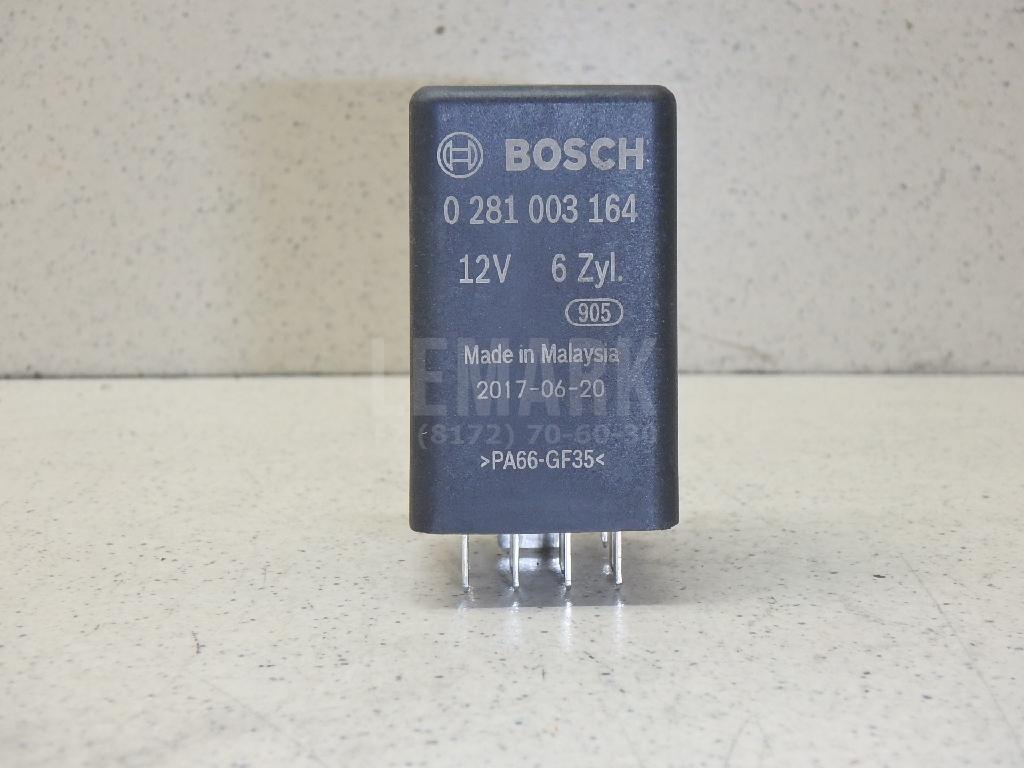 BOSCH
0 281 003 164
12V 6 Zyl.
905
Made in Malaysia
LEMARK
2017-06-20
(8172) 70-60-
>PA66-GF35<